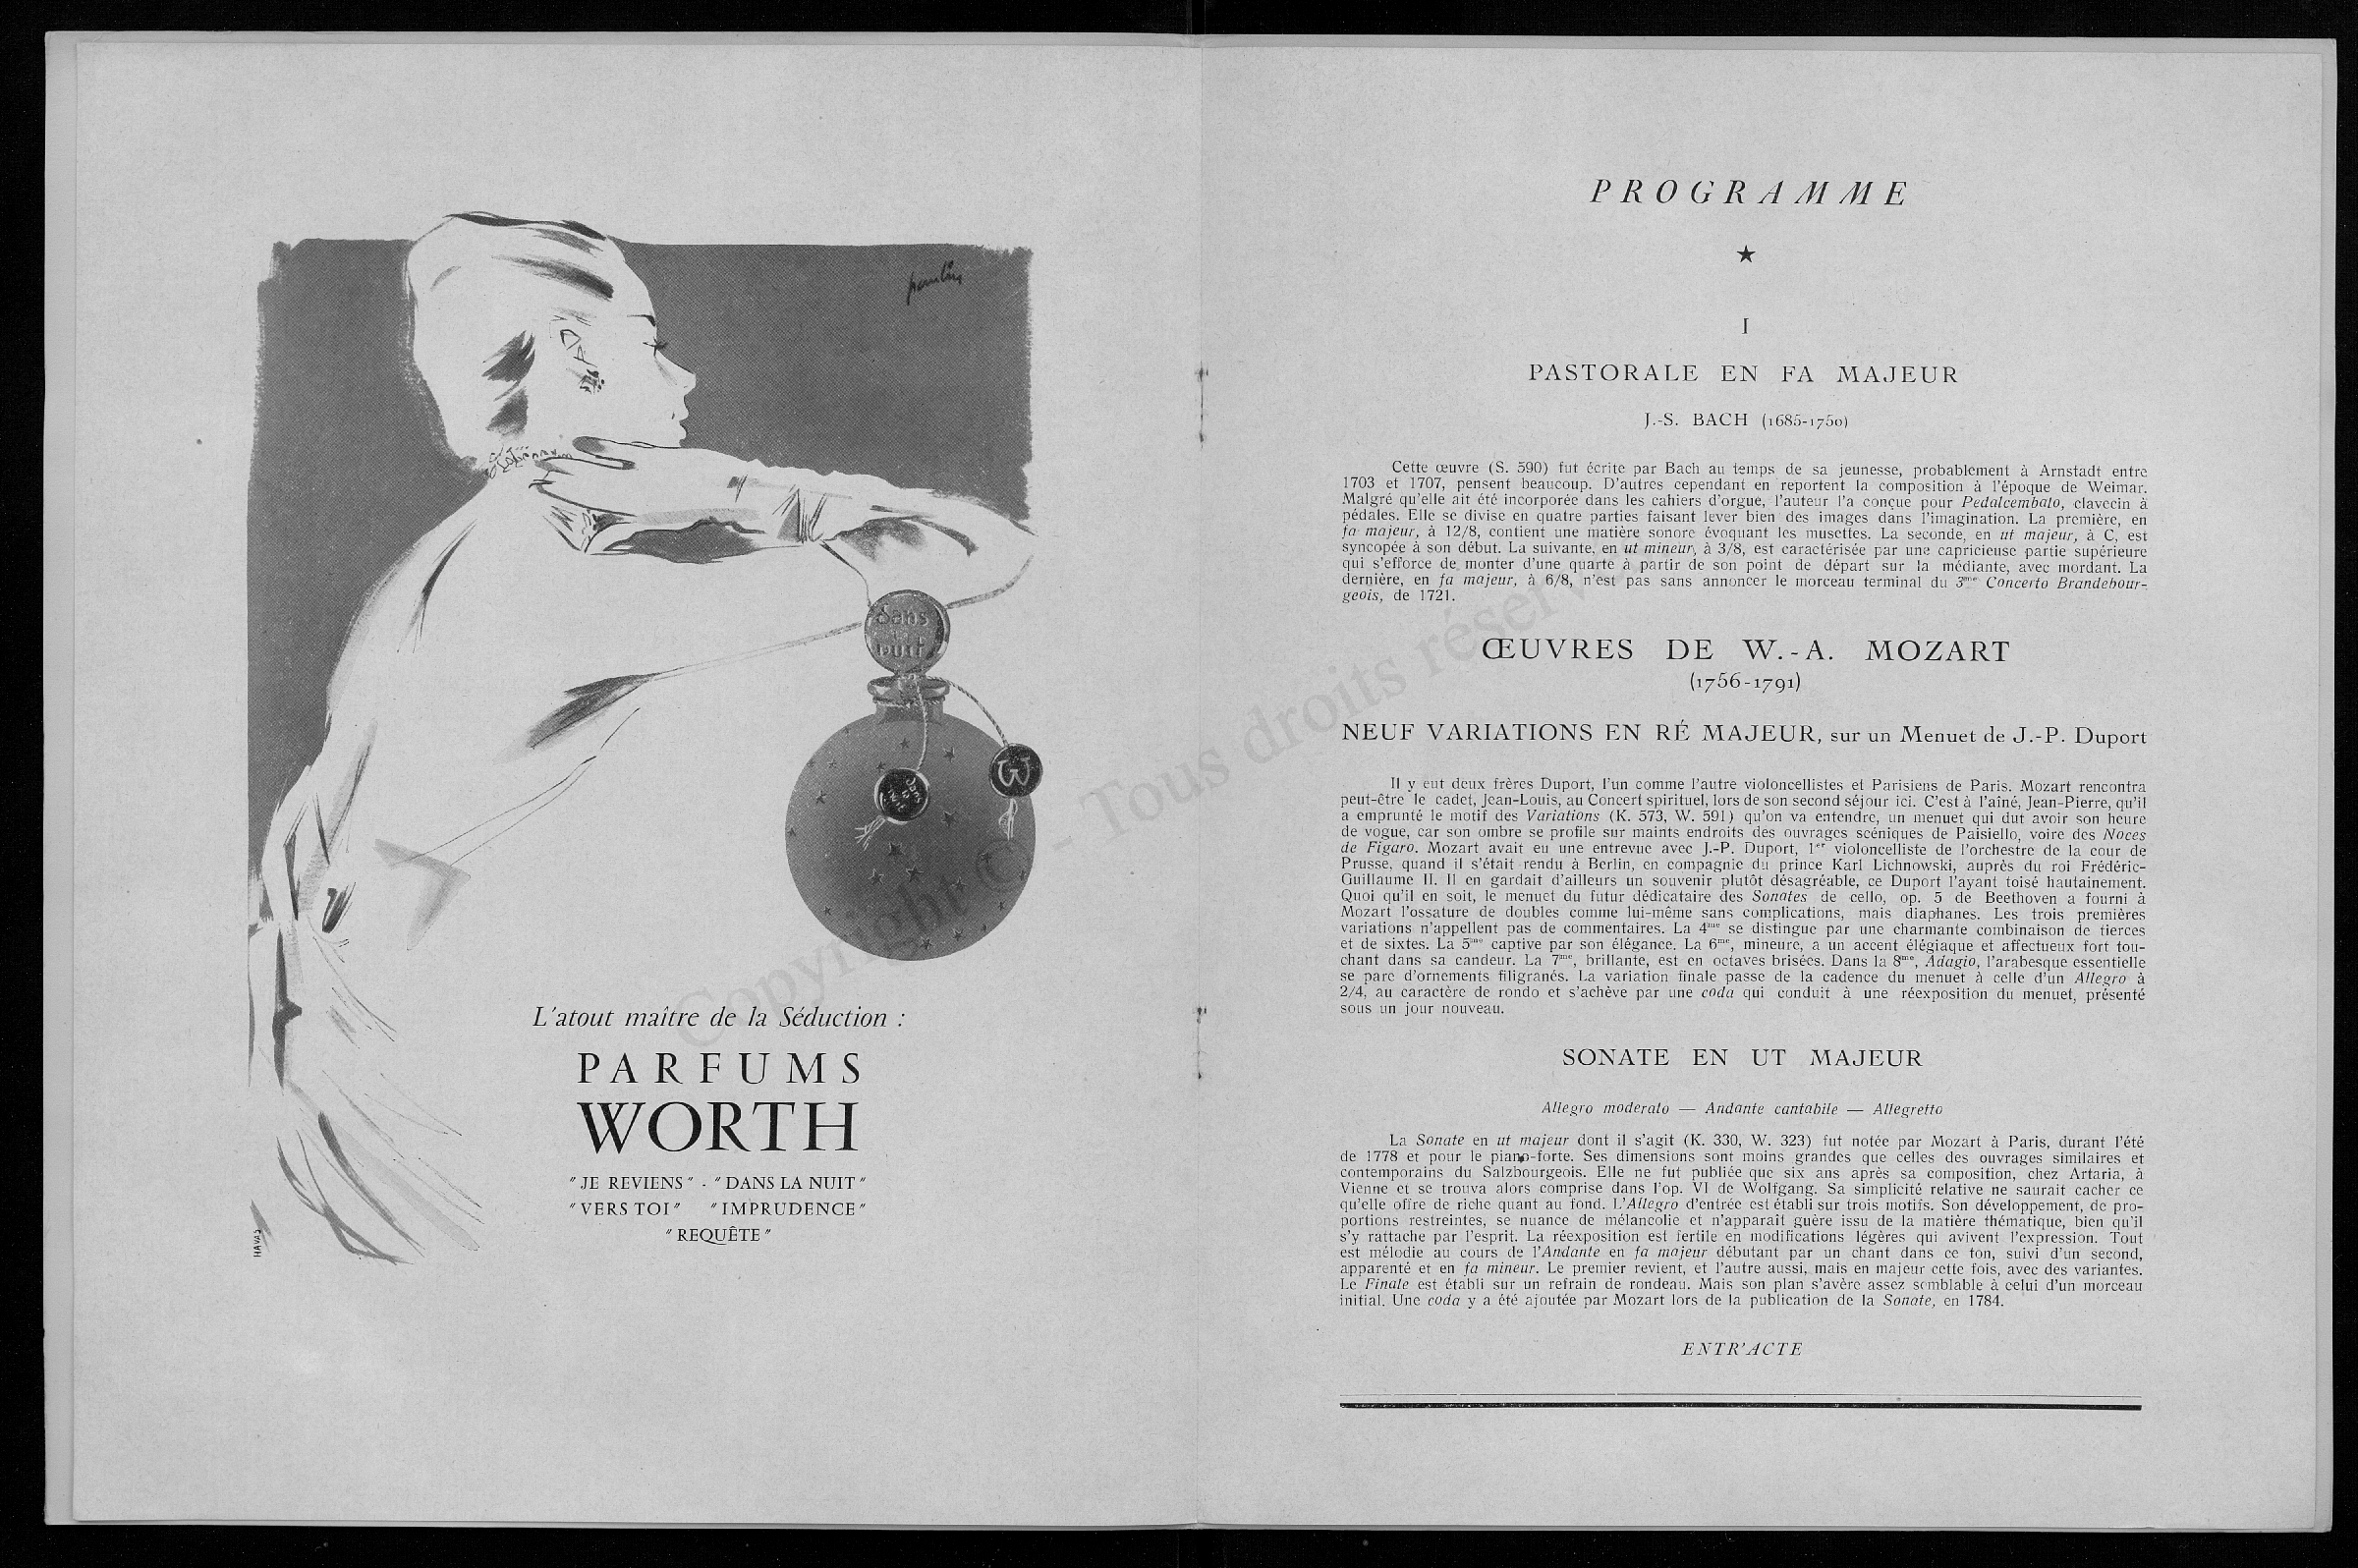 paulin
Dans
la
nuit
W
Dans
la
nuit
L'atout maître de la Séduction :
PARFUMS
WORTH
"JE REVIENS" - "DANS LA NUIT"
"VERS TOI" "IMPRUDENCE"
"REQUÊTE"
HAVAS
PROGRAMME
★
I
PASTORALE EN FA MAJEUR
J.-S. BACH (1685-1750)
Cette œuvre (S. 590) fut écrite par Bach au temps de sa jeunesse, probablement à Arnstadt entre
1703 et 1707, pensent beaucoup. D'autres cependant en reportent la composition à l'époque de Weimar.
Malgré qu'elle ait été incorporée dans les cahiers d'orgue, l'auteur l'a conçue pour Pedalcembalo, clavecin à
pédales. Elle se divise en quatre parties faisant lever bien des images dans l'imagination. La première, en
fa majeur, à 12/8, contient une matière sonore évoquant les musettes. La seconde, en ut majeur, à C, est
syncopée à son début. La suivante, en ut mineur, à 3/8, est caractérisée par une capricieuse partie supérieure
qui s'efforce de monter d'une quarte à partir de son point de départ sur la médiante, avec mordant. La
dernière, en fa majeur, à 6/8, n'est pas sans annoncer le morceau terminal du 3me Concerto Brandebour-
geois, de 1721.
ŒUVRES DE W.-A. MOZART
(1756-1791)
NEUF VARIATIONS EN RÉ MAJEUR, sur un Menuet de J.-P. Duport
Il y eut deux frères Duport, l'un comme l'autre violoncellistes et Parisiens de Paris. Mozart rencontra
peut-être le cadet, Jean-Louis, au Concert spirituel, lors de son second séjour ici. C'est à l'aîné, Jean-Pierre, qu'il
a emprunté le motif des Variations (K. 573, W. 591) qu'on va entendre, un menuet qui dut avoir son heure
de vogue, car son ombre se profile sur maints endroits des ouvrages scéniques de Paisiello, voire des Noces
de Figaro. Mozart avait eu une entrevue avec J.-P. Duport, 1er violoncelliste de l'orchestre de la cour de
Prusse, quand il s'était rendu à Berlin, en compagnie du prince Karl Lichnowski, auprès du roi Frédéric-
Guillaume II. Il en gardait d'ailleurs un souvenir plutôt désagréable, ce Duport l'ayant toisé hautainement.
Quoi qu'il en soit, le menuet du futur dédicataire des Sonates de cello, op. 5 de Beethoven a fourni à
Mozart l'ossature de doubles comme lui-même sans complications, mais diaphanes. Les trois premières
variations n'appellent pas de commentaires. La 4me se distingue par une charmante combinaison de tierces
et de sixtes. La 5me captive par son élégance. La 6me, mineure, a un accent élégiaque et affectueux fort tou-
chant dans sa candeur. La 7me, brillante, est en octaves brisées. Dans la 8me, Adagio, l'arabesque essentielle
se pare d'ornements filigranés. La variation finale passe de la cadence du menuet à celle d'un Allegro à
2/4, au caractère de rondo et s'achève par une coda qui conduit à une réexposition du menuet, présenté
sous un jour nouveau.
SONATE EN UT MAJEUR
Allegro moderato — Andante cantabile — Allegretto
La Sonate en ut majeur dont il s'agit (K. 330, W. 323) fut notée par Mozart à Paris, durant l'été
de 1778 et pour le piano-forte. Ses dimensions sont moins grandes que celles des ouvrages similaires et
contemporains du Salzbourgeois. Elle ne fut publiée que six ans après sa composition, chez Artaria, à
Vienne et se trouva alors comprise dans l'op. VI de Wolfgang. Sa simplicité relative ne saurait cacher ce
qu'elle offre de riche quant au fond. L'Allegro d'entrée est établi sur trois motifs. Son développement, de pro-
portions restreintes, se nuance de mélancolie et n'apparait guère issu de la matière thématique, bien qu'il
s'y rattache par l'esprit. La réexposition est fertile en modifications légères qui avivent l'expression. Tout
est mélodie au cours de l'Andante en fa majeur débutant par un chant dans ce ton, suivi d'un second,
apparenté et en fa mineur. Le premier revient, et l'autre aussi, mais en majeur cette fois, avec des variantes.
Le Finale est établi sur un refrain de rondeau. Mais son plan s'avère assez semblable à celui d'un morceau
initial. Une coda y a été ajoutée par Mozart lors de la publication de la Sonate, en 1784.
ENTR'ACTE
Copyright © - Tous droits réservés